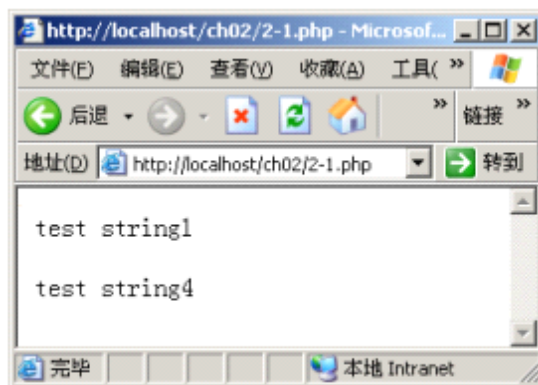 http://localhost/ch02/2-1.php - Microsof...
文件(F) 编辑(E) 查看(V) 收藏(A) 工具( »
后退 » 链接 »
地址(D) http://localhost/ch02/2-1.php 转到
test string1
test string4
完毕 本地 Intranet